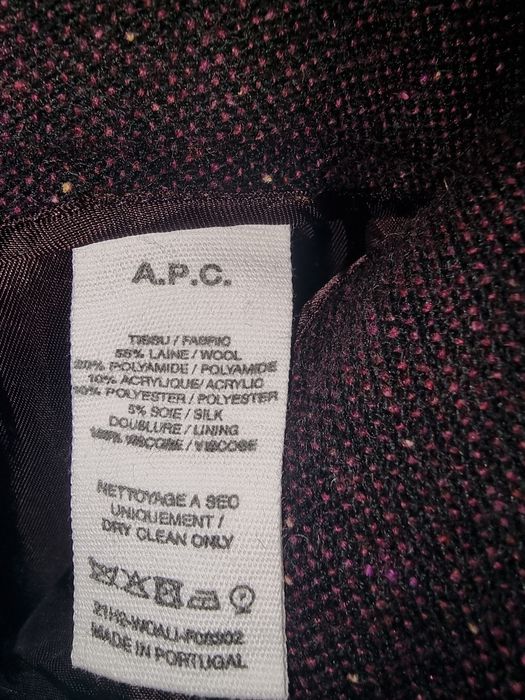 A.P.C.
TISSU / FABRIC
55% LAINE / WOOL
20% POLYAMIDE / POLYAMIDE
10% ACRYLIQUE / ACRYLIC
10% POLYESTER / POLYESTER
5% SOIE / SILK
DOUBLURE / LINING
100% VISCOSE / VISCOSE
NETTOYAGE A SEC
UNIQUEMENT /
DRY CLEAN ONLY
MADE IN PORTUGAL